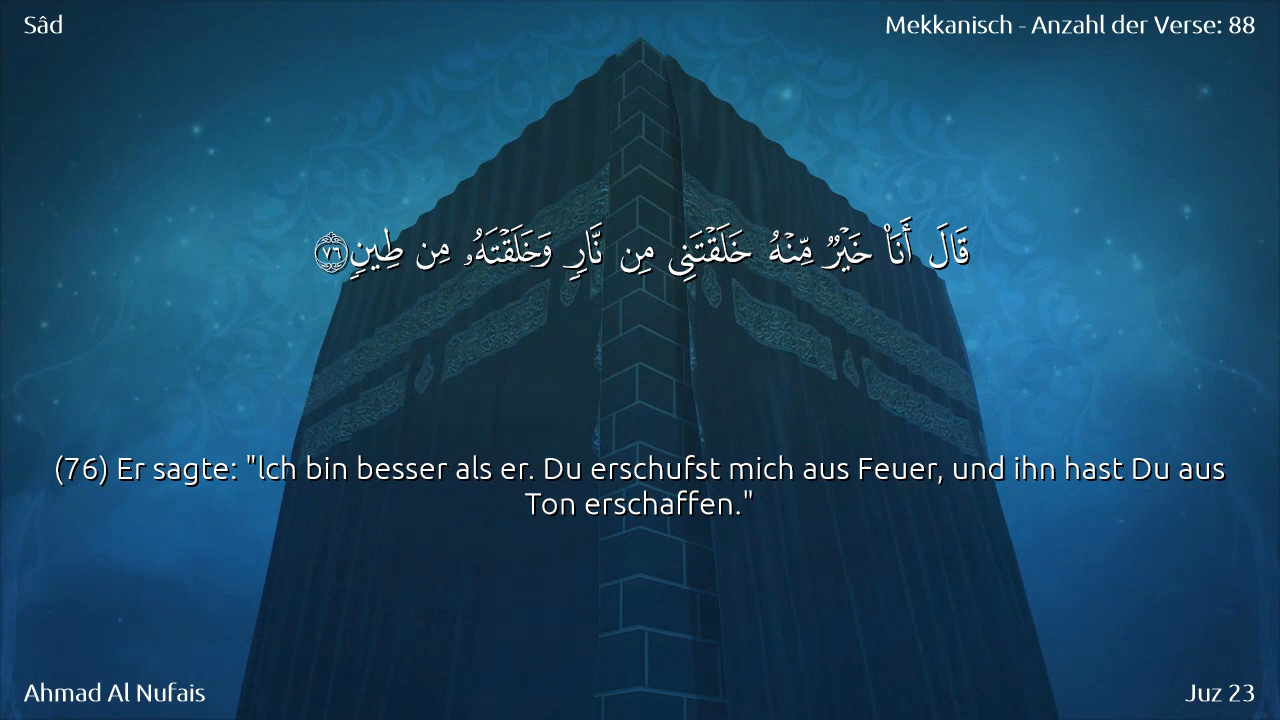 Sâd
Mekkanisch - Anzahl der Verse: 88
قَالَ أَنَا۠ خَيْرٌ مِّنْهُ خَلَقْتَنِى مِن نَّارٍ وَخَلَقْتَهُۥ مِن طِينٍ ٧٦
(76) Er sagte: "lch bin besser als er. Du erschufst mich aus Feuer, und ihn hast Du aus
Ton erschaffen."
Ahmad Al Nufais
Juz 23